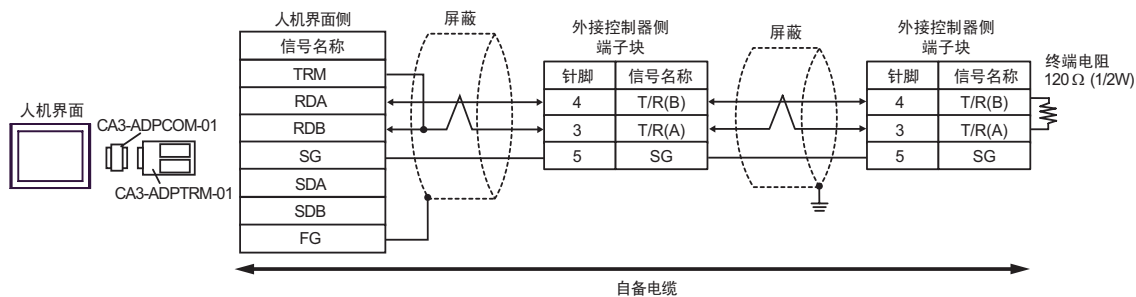 人机界面
CA3-ADPCOM-01
CA3-ADPTRM-01
人机界面侧
信号名称
TRM
RDA
RDB
SG
SDA
SDB
FG
屏蔽
外接控制器侧
端子块
针脚 信号名称
4 T/R(B)
3 T/R(A)
5 SG
屏蔽
外接控制器侧
端子块
针脚 信号名称
4 T/R(B)
3 T/R(A)
5 SG
终端电阻
120Ω (1/2W)
自备电缆